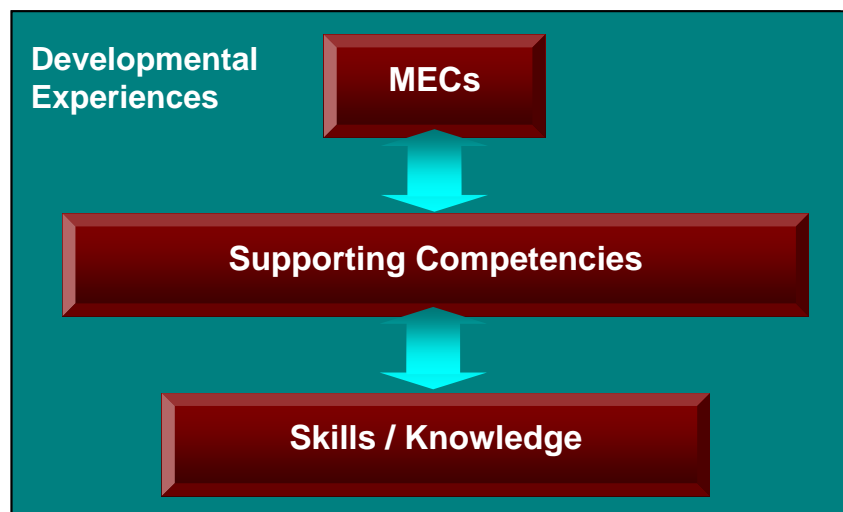 Developmental
Experiences
MECs
Supporting Competencies
Skills / Knowledge